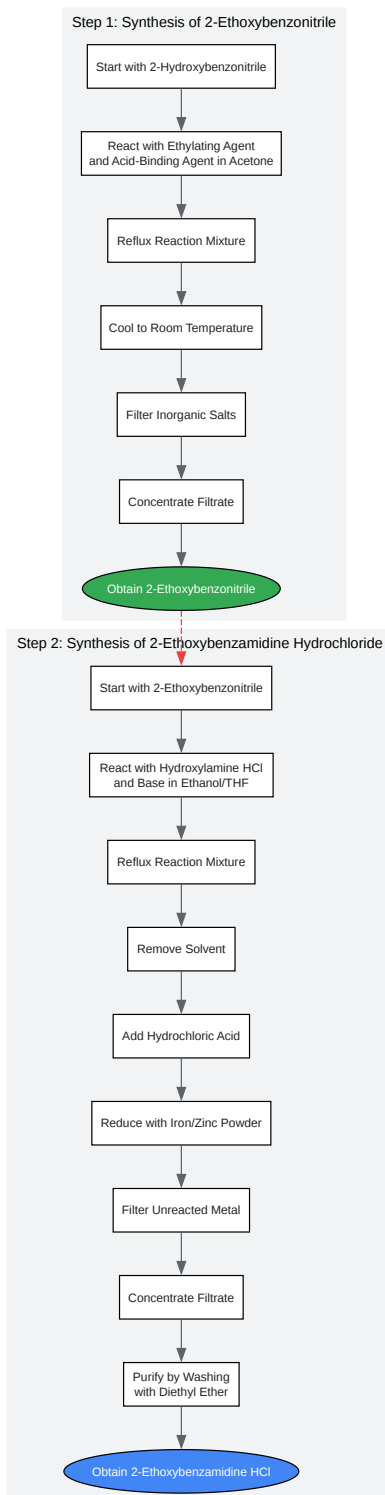 Step 1: Synthesis of 2-Ethoxybenzonitrile
Start with 2-Hydroxybenzonitrile
React with Ethylating Agent
and Acid-Binding Agent in Acetone
Reflux Reaction Mixture
Cool to Room Temperature
Filter Inorganic Salts
Concentrate Filtrate
Obtain 2-Ethoxybenzonitrile
Step 2: Synthesis of 2-Ethoxybenzamidine Hydrochloride
Start with 2-Ethoxybenzonitrile
React with Hydroxylamine HCl
and Base in Ethanol/THF
Reflux Reaction Mixture
Remove Solvent
Add Hydrochloric Acid
Reduce with Iron/Zinc Powder
Filter Unreacted Metal
Concentrate Filtrate
Purify by Washing
with Diethyl Ether
Obtain 2-Ethoxybenzamidine HCl